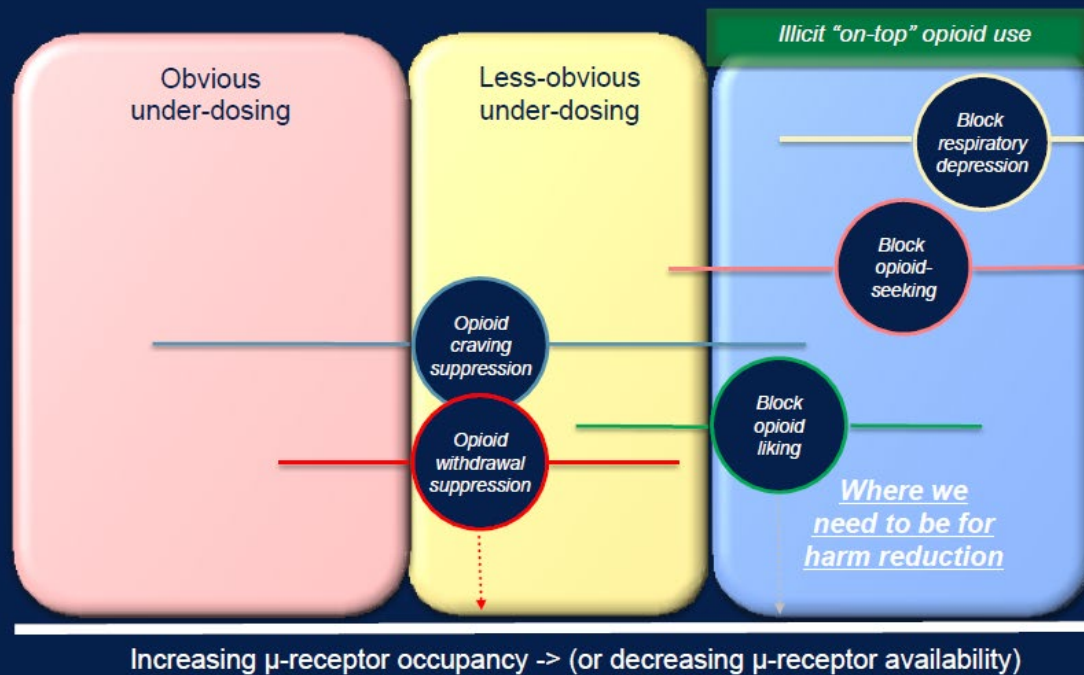 Illicit “on-top” opioid use
Obvious
under-dosing
Less-obvious
under-dosing
Block
respiratory
depression
Block
opioid-
seeking
Opioid
craving
suppression
Opioid
withdrawal
suppression
Block
opioid
liking
Where we
need to be for
harm reduction
Increasing µ-receptor occupancy -> (or decreasing µ-receptor availability)